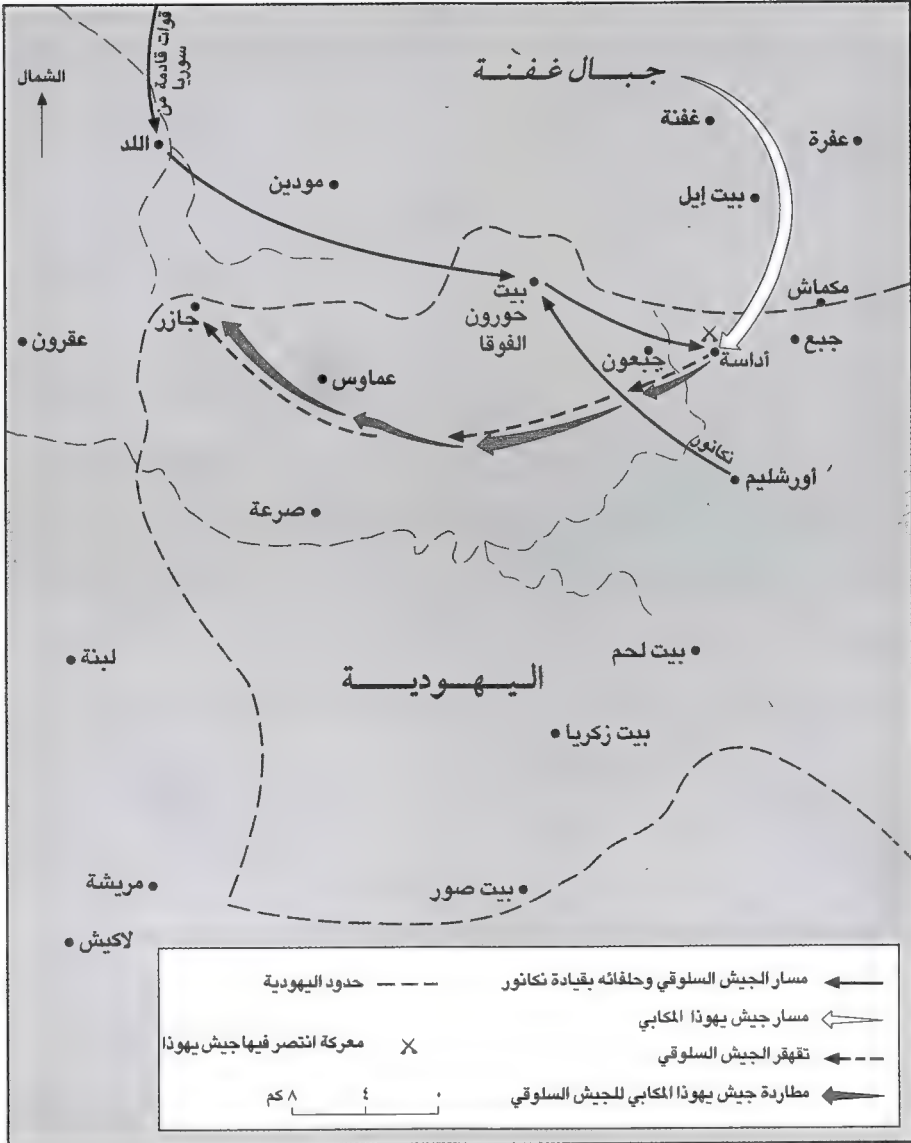 قوات قادمة من
سوريا
الشمال
جبال غفنة
غفنة
عفرة
اللد
مودين
بيت إيل
مكماش
بيت
حورون
الفوقا
جازر
جبعون
أداسة
جبع
عقرون
عماوس
نكانور
أورشليم
صرعة
لبنة
بيت لحم
اليهودية
بيت زكريا
مريشة
بيت صور
لاكيش
مسار الجيش السلوقي وحلفائه بقيادة نكانور
حدود اليهودية
مسار جيش يهوذا المكابي
معركة انتصر فيها جيش يهوذا
تقهقر الجيش السلوقي
مطاردة جيش يهوذا المكابي للجيش السلوقي
٠ ٤ ٨ كم